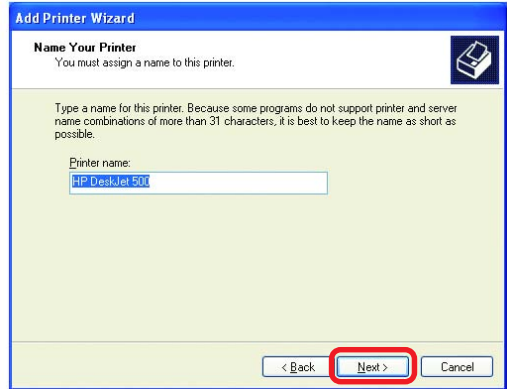 Add Printer Wizard
Name Your Printer
You must assign a name to this printer.
Type a name for this printer. Because some programs do not support printer and server
name combinations of more than 31 characters, it is best to keep the name as short as
possible.
Printer name:
HP DeskJet 500
< Back Next > Cancel